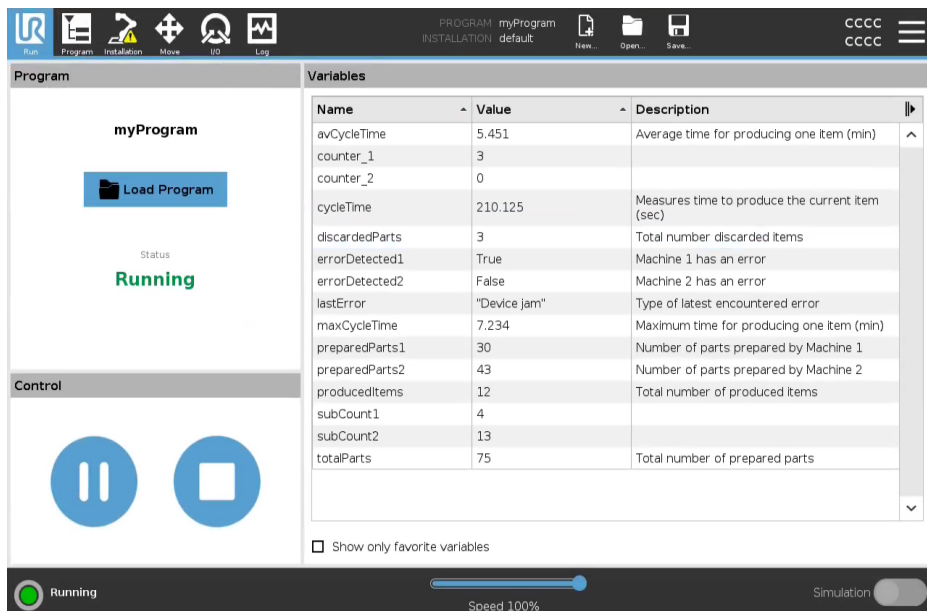 UR
Run
Program
Installation
Move
I/O
Log
PROGRAM myProgram
INSTALLATION default
New...
Open...
Save...
CCCC
CCCC
Program
myProgram
Load Program
Status
Running
Control
Variables
Name Value Description
avCycleTime 5.451 Average time for producing one item (min)
counter_1 3
counter_2 0
cycleTime 210.125 Measures time to produce the current item
(sec)
discardedParts 3 Total number discarded items
errorDetected1 True Machine 1 has an error
errorDetected2 False Machine 2 has an error
lastError "Device jam" Type of latest encountered error
maxCycleTime 7.234 Maximum time for producing one item (min)
preparedParts1 30 Number of parts prepared by Machine 1
preparedParts2 43 Number of parts prepared by Machine 2
producedItems 12 Total number of produced items
subCount1 4
subCount2 13
totalParts 75 Total number of prepared parts
Show only favorite variables
Running
Speed 100%
Simulation